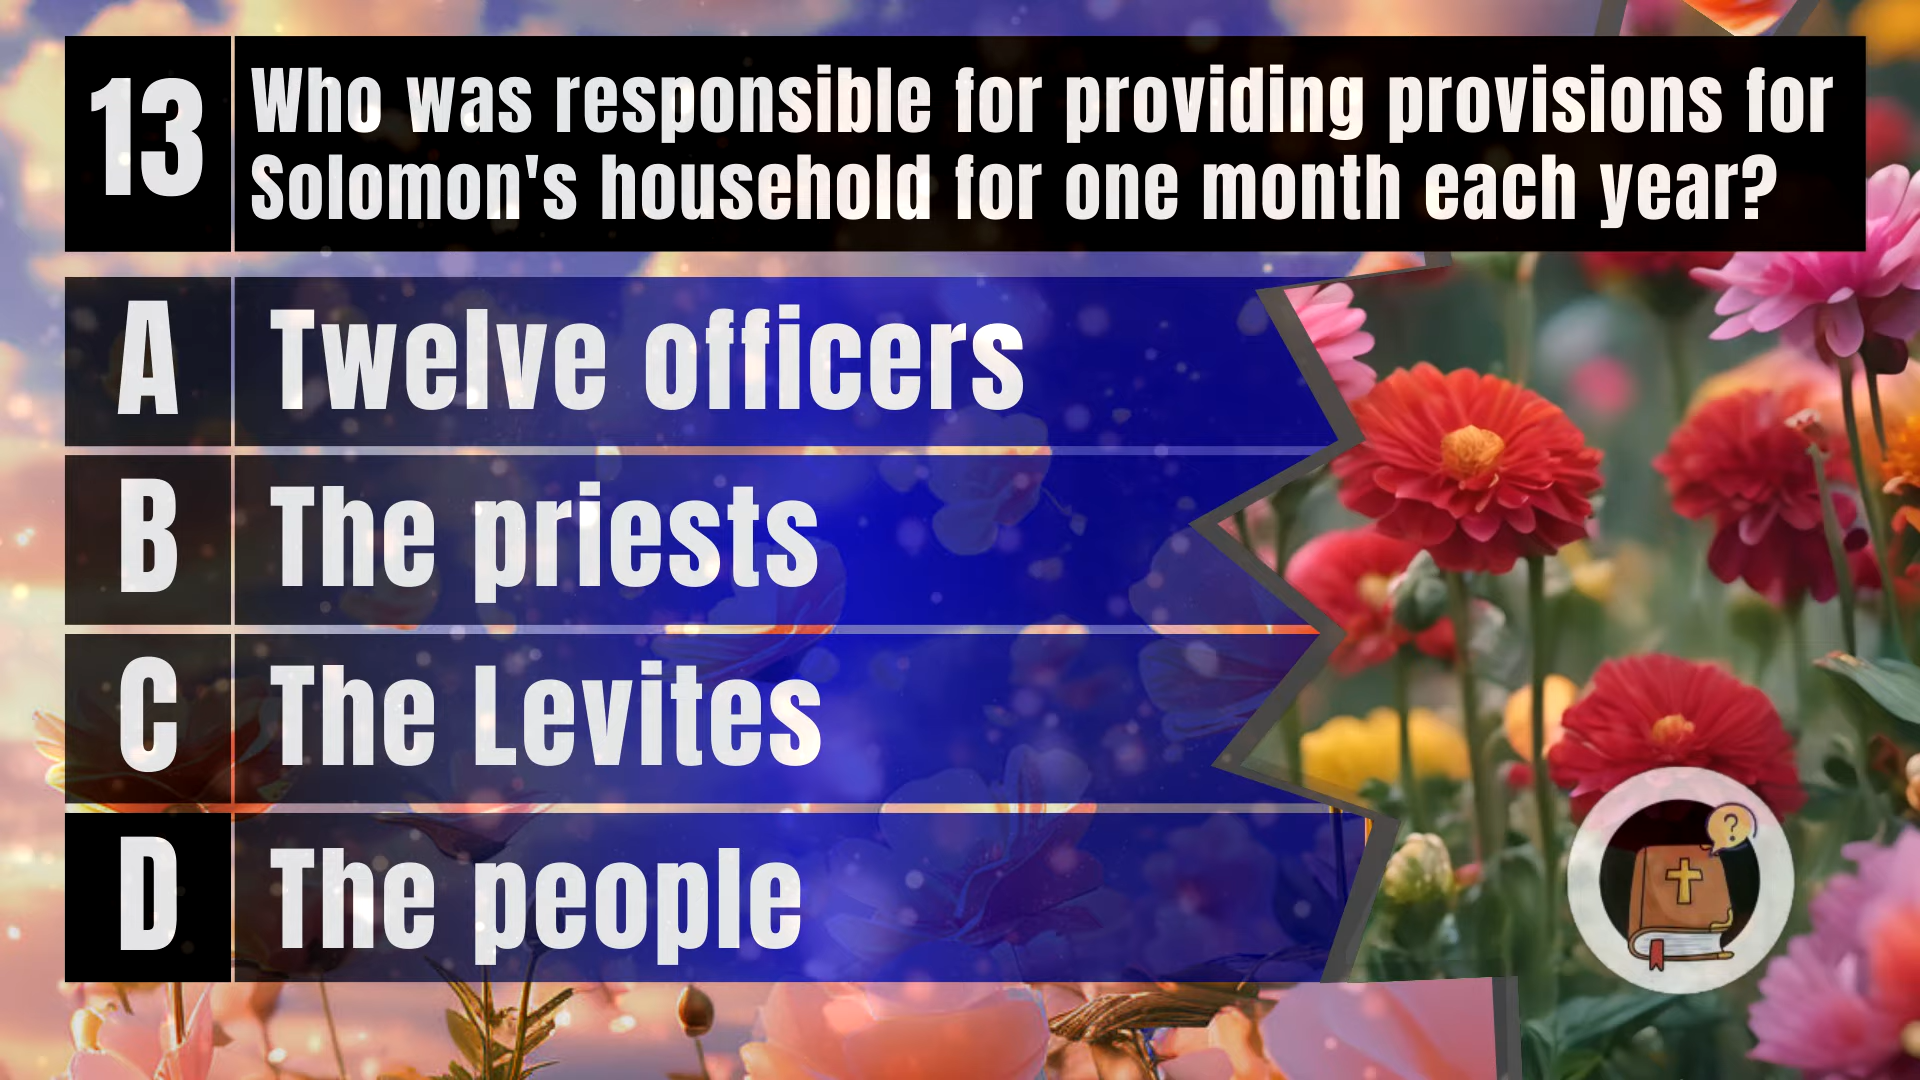 13
Who was responsible for providing provisions for
Solomon's household for one month each year?
A
Twelve officers
B
The priests
C
The Levites
D
The people
?